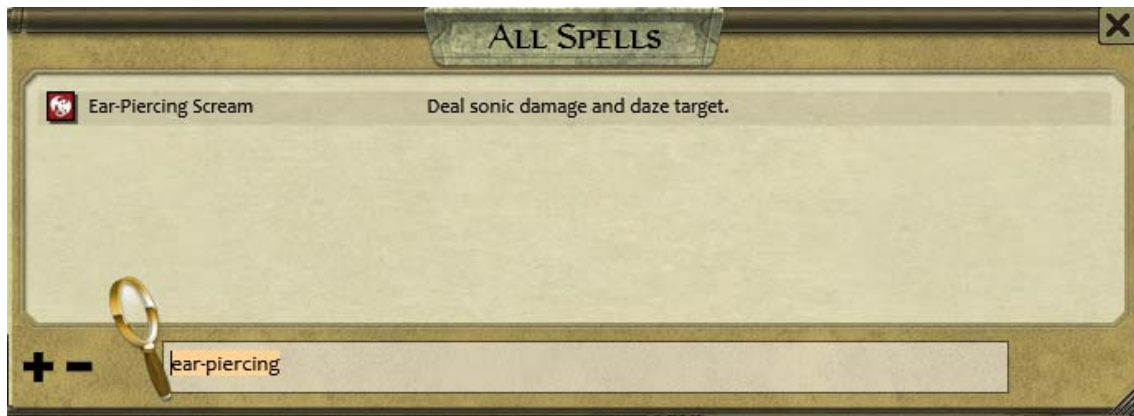 All Spells
Ear-Piercing Scream Deal sonic damage and daze target.
ear-piercing